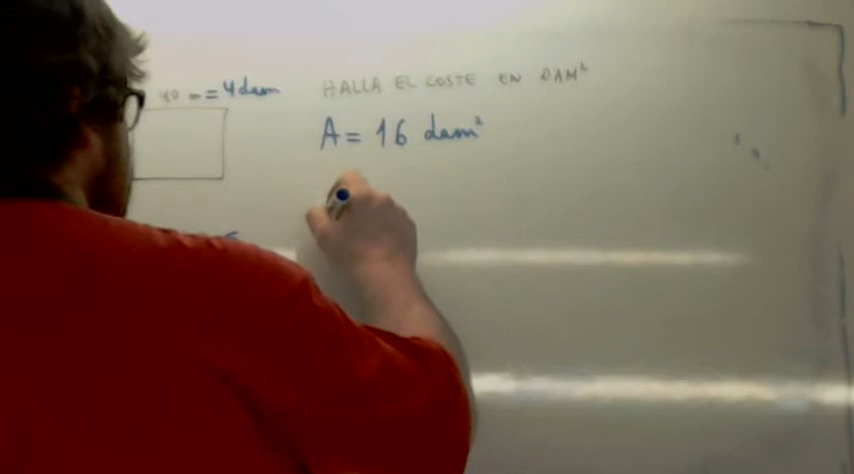 40 m = 4 dam
HALLA EL COSTE EN DAM²
A = 16 dam²